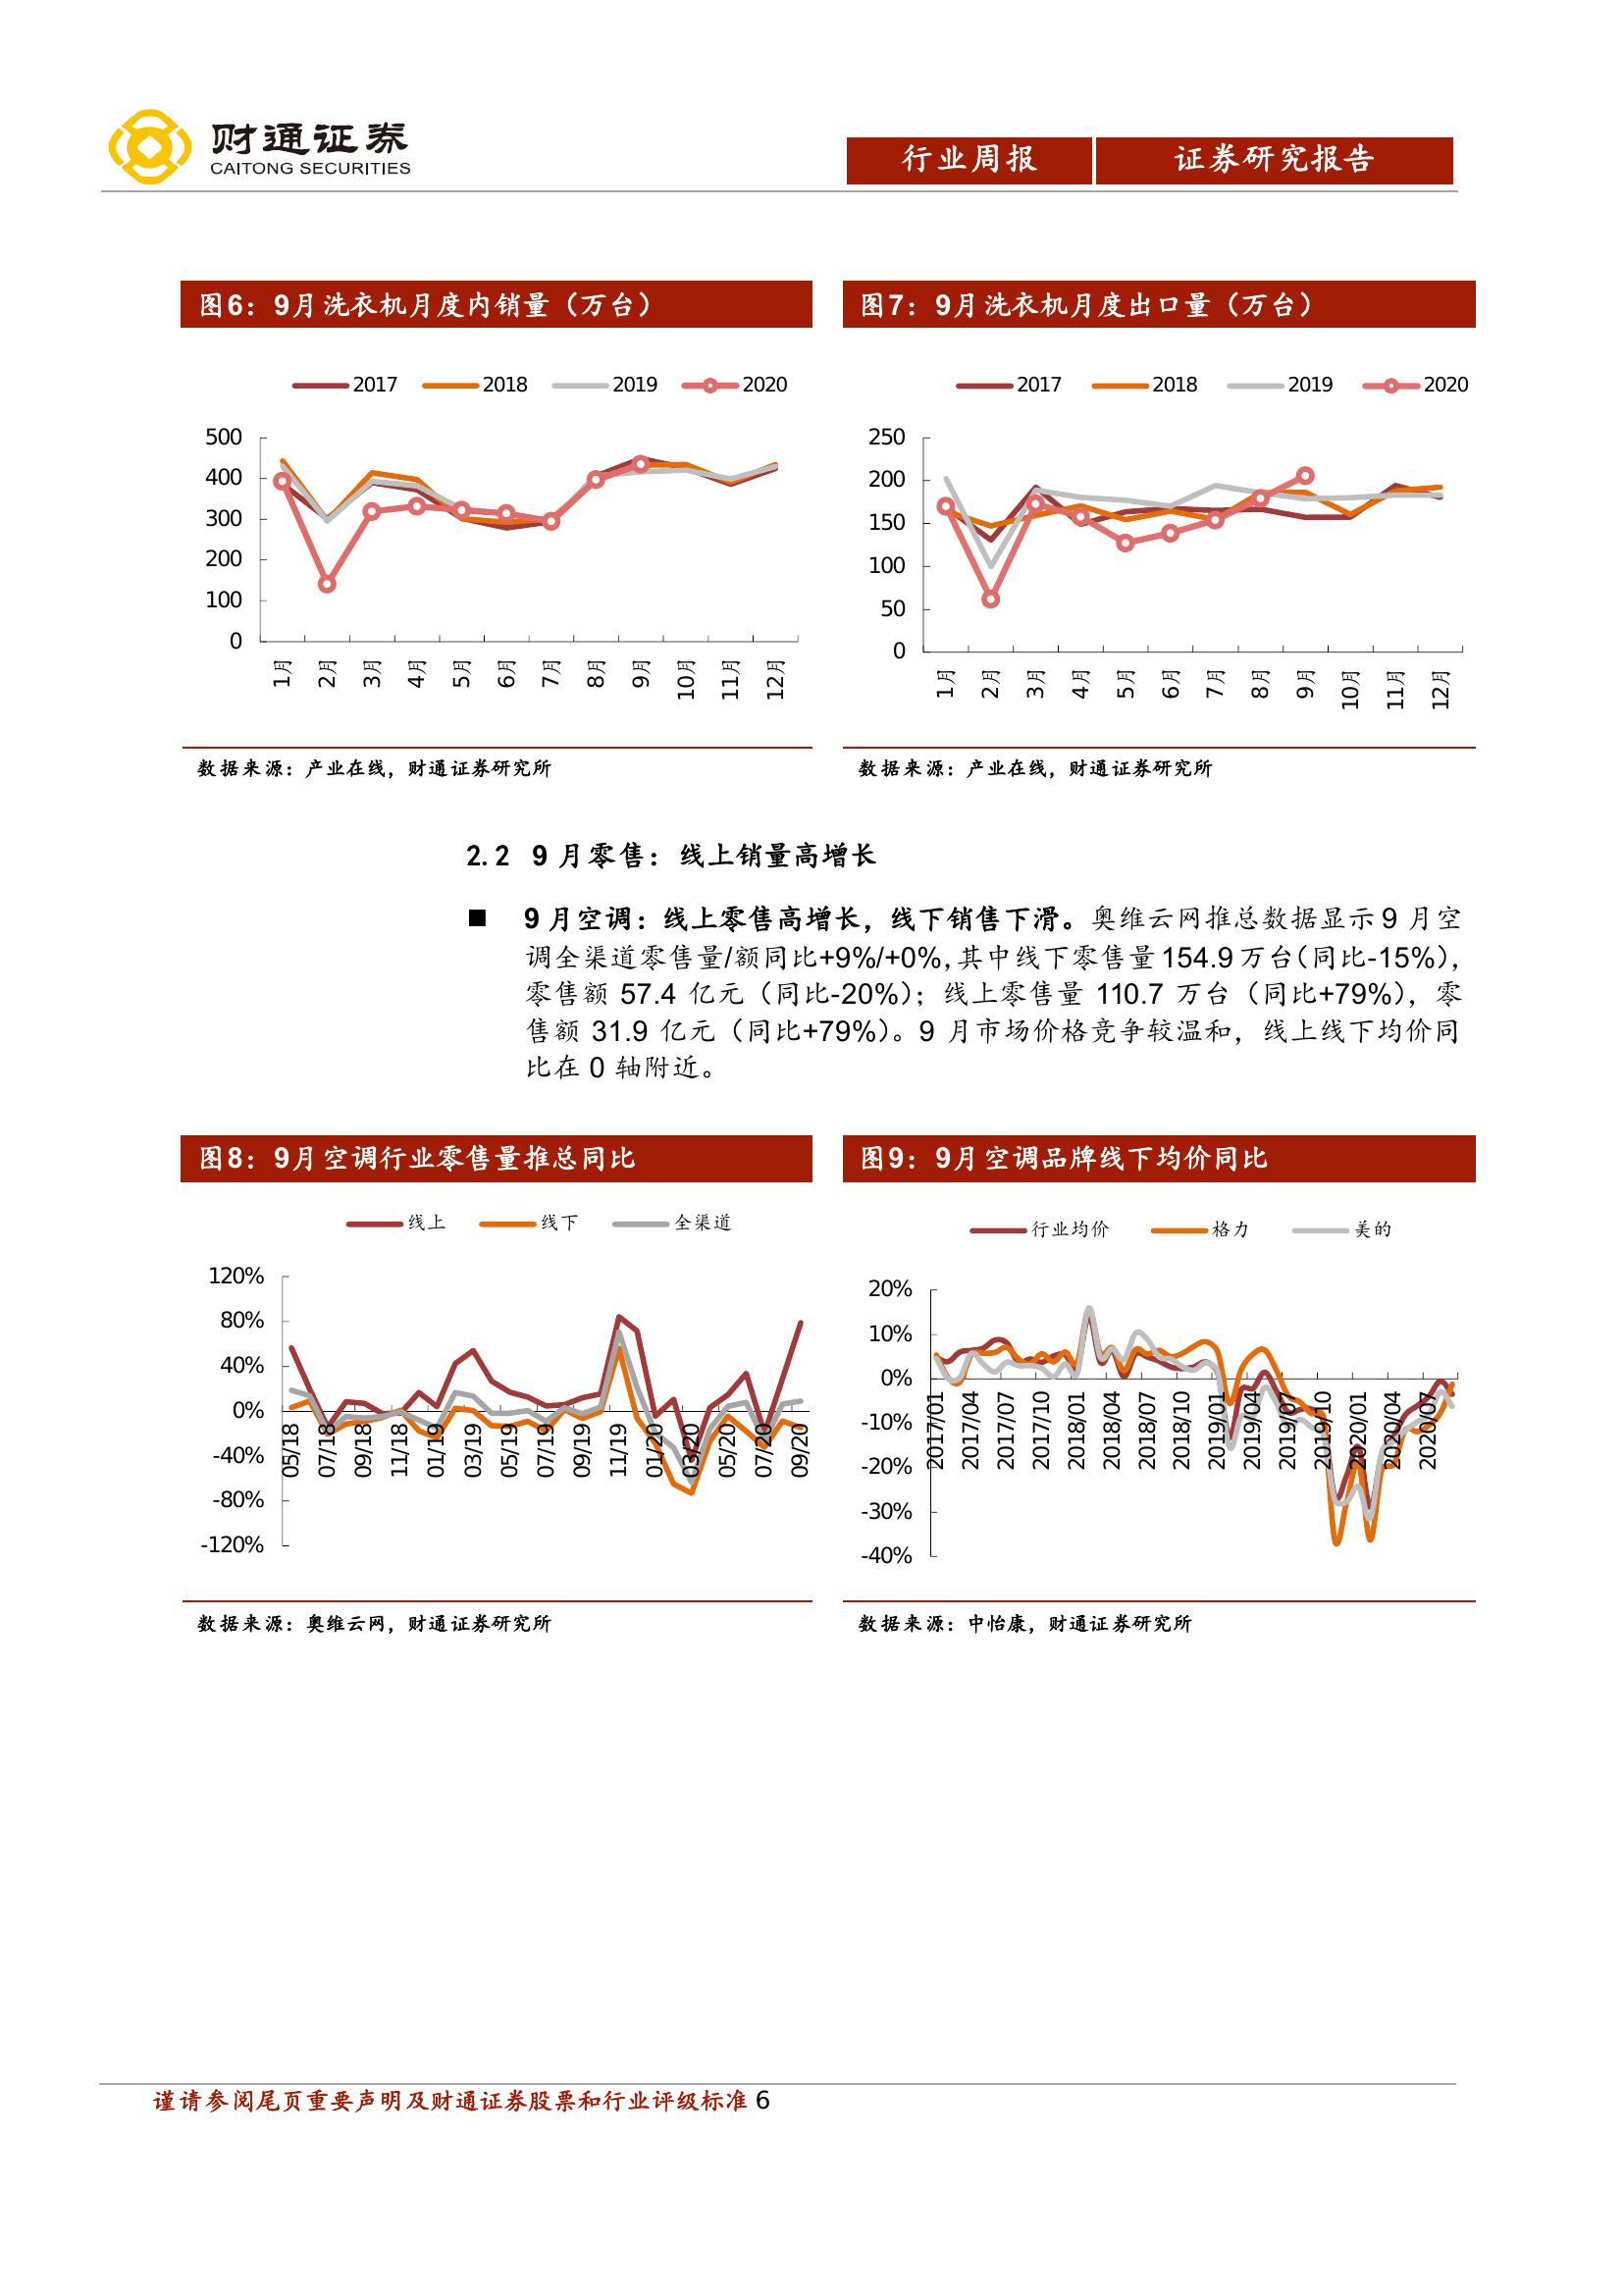 财通证券
CAITONG SECURITIES
行业周报 证券研究报告
图6：9月洗衣机月度内销量（万台）
2017 2018 2019 2020
500
400
300
200
100
0
1月 2月 3月 4月 5月 6月 7月 8月 9月 10月 11月 12月
数据来源：产业在线，财通证券研究所
图7：9月洗衣机月度出口量（万台）
2017 2018 2019 2020
250
200
150
100
50
0
1月 2月 3月 4月 5月 6月 7月 8月 9月 10月 11月 12月
数据来源：产业在线，财通证券研究所
2.2 9 月零售：线上销量高增长
■ 9 月空调：线上零售高增长，线下销售下滑。奥维云网推总数据显示 9 月空
调全渠道零售量/额同比+9%/+0%，其中线下零售量 154.9 万台（同比-15%），
零售额 57.4 亿元（同比-20%）；线上零售量 110.7 万台（同比+79%），零
售额 31.9 亿元（同比+79%）。9 月市场价格竞争较温和，线上线下均价同
比在 0 轴附近。
图8：9月空调行业零售量推总同比
线上 线下 全渠道
120%
80%
40%
0%
-40%
-80%
-120%
05/18 07/18 09/18 11/18 01/19 03/19 05/19 07/19 09/19 11/19 01/20 03/20 05/20 07/20 09/20
数据来源：奥维云网，财通证券研究所
图9：9月空调品牌线下均价同比
行业均价 格力 美的
20%
10%
0%
-10%
-20%
-30%
-40%
2017/01 2017/04 2017/07 2017/10 2018/01 2018/04 2018/07 2018/10 2019/01 2019/04 2019/07 2019/10 2020/01 2020/04 2020/07
数据来源：中怡康，财通证券研究所
谨请参阅尾页重要声明及财通证券股票和行业评级标准 6